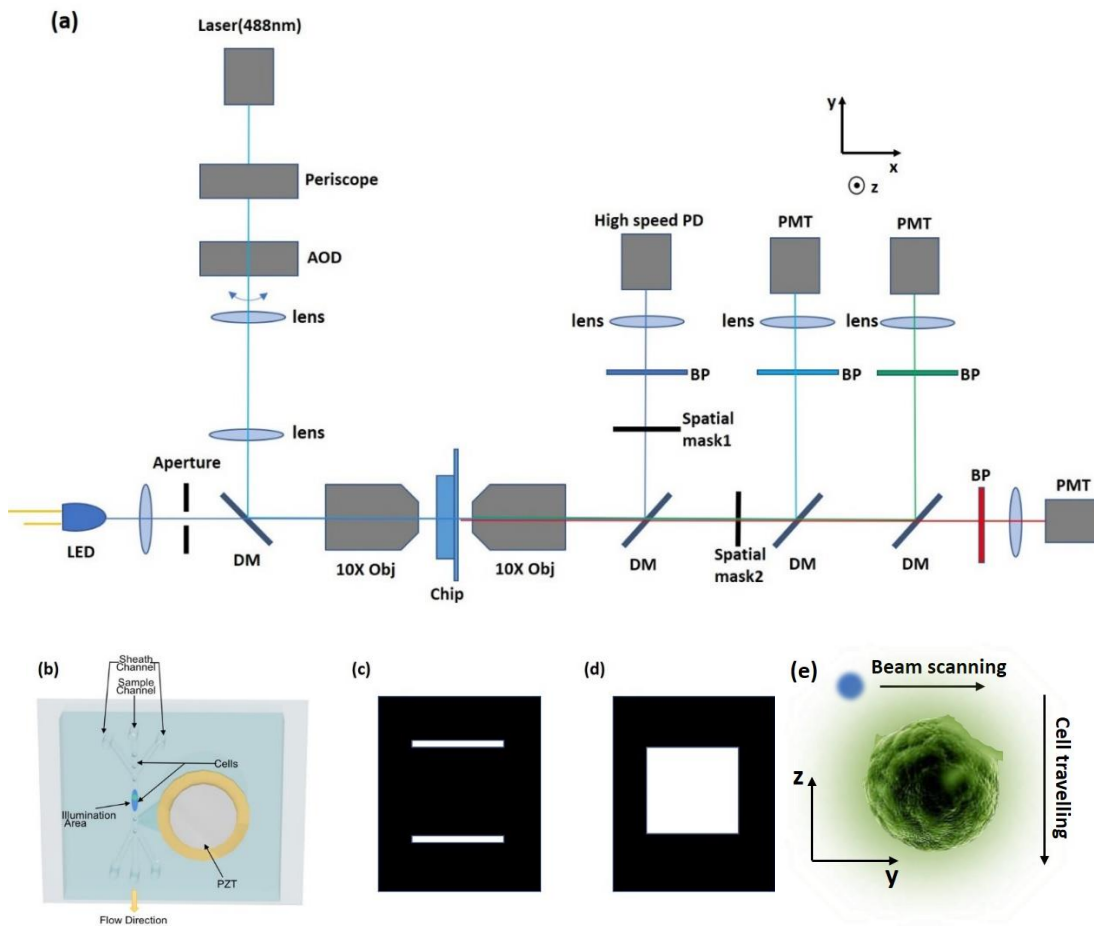 (a)
Laser(488nm)
Periscope
AOD
lens
lens
Aperture
LED
DM
10X Obj
Chip
10X Obj
y
x
z
High speed PD
PMT
PMT
lens
lens
lens
BP
BP
BP
Spatial
mask1
DM
Spatial
mask2
DM
DM
BP
PMT
(b)
Sheath
Channel
Sample
Channel
Cells
Illumination
Area
PZT
Flow Direction
(c)
(d)
(e)
Beam scanning
Cell travelling
z
y